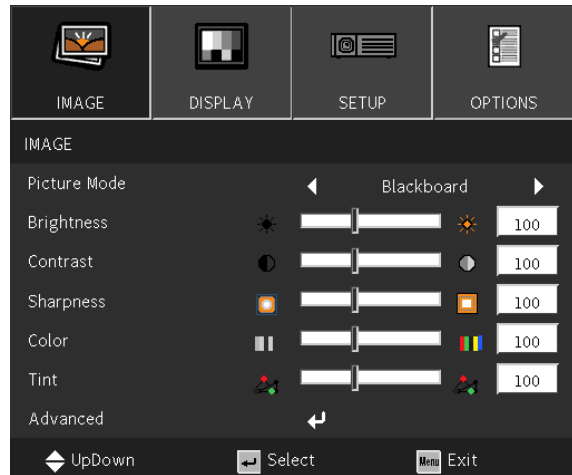 IMAGE DISPLAY SETUP OPTIONS
IMAGE
Picture Mode Blackboard
Brightness 100
Contrast 100
Sharpness 100
Color 100
Tint 100
Advanced
UpDown Select Menu Exit